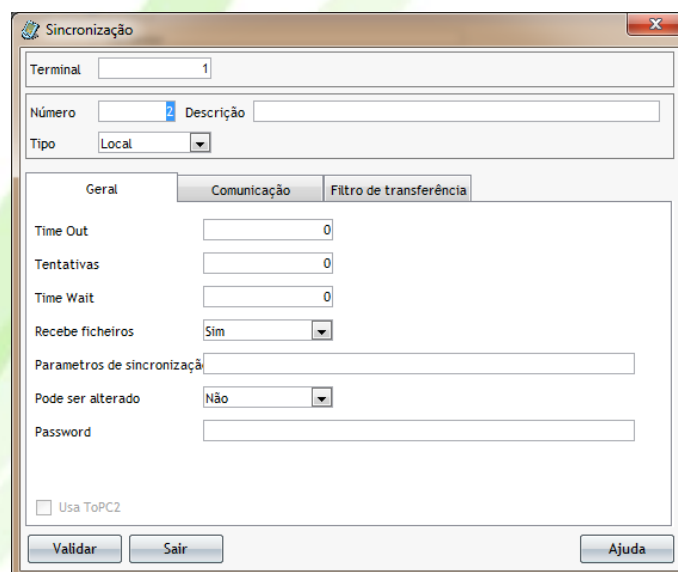 Sincronização
Terminal 1
Número 2 Descrição
Tipo Local
Geral Comunicação Filtro de transferência
Time Out 0
Tentativas 0
Time Wait 0
Recebe ficheiros Sim
Parametros de sincronizaçã
Pode ser alterado Não
Password
Usa ToPC2
Validar Sair Ajuda